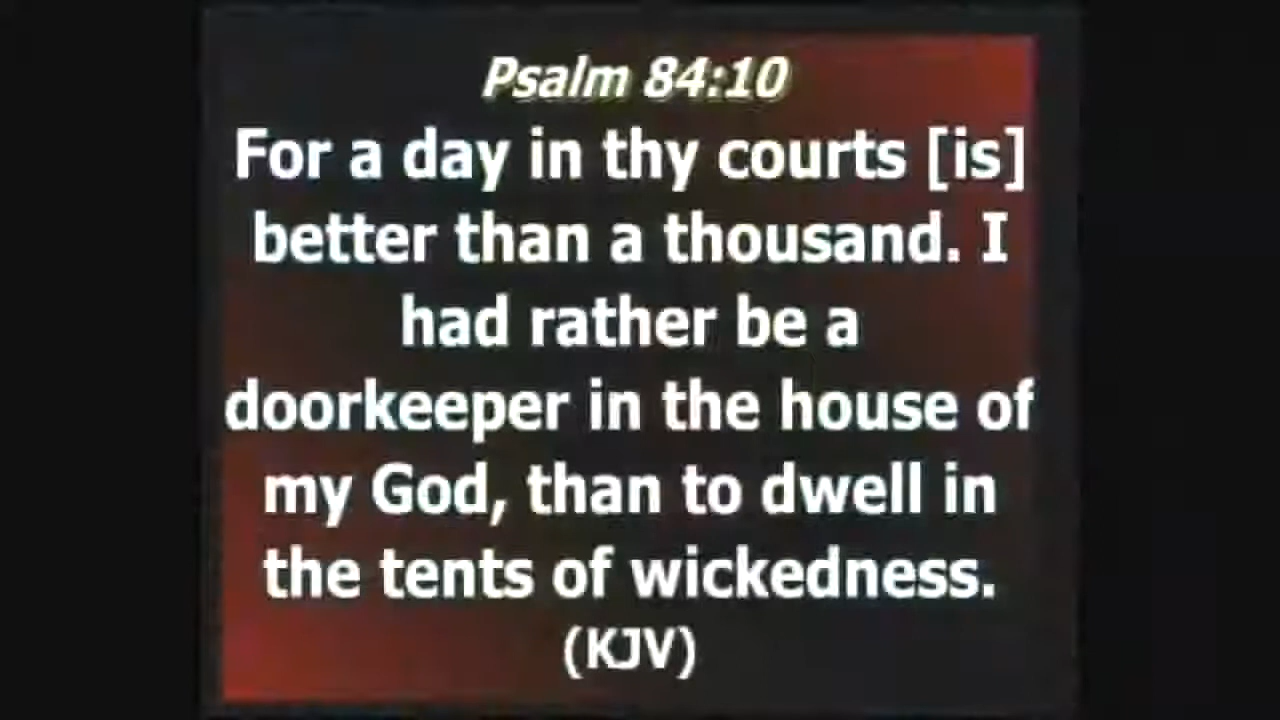 Psalm 84:10
For a day in thy courts [is]
better than a thousand. I
had rather be a
doorkeeper in the house of
my God, than to dwell in
the tents of wickedness.
(KJV)